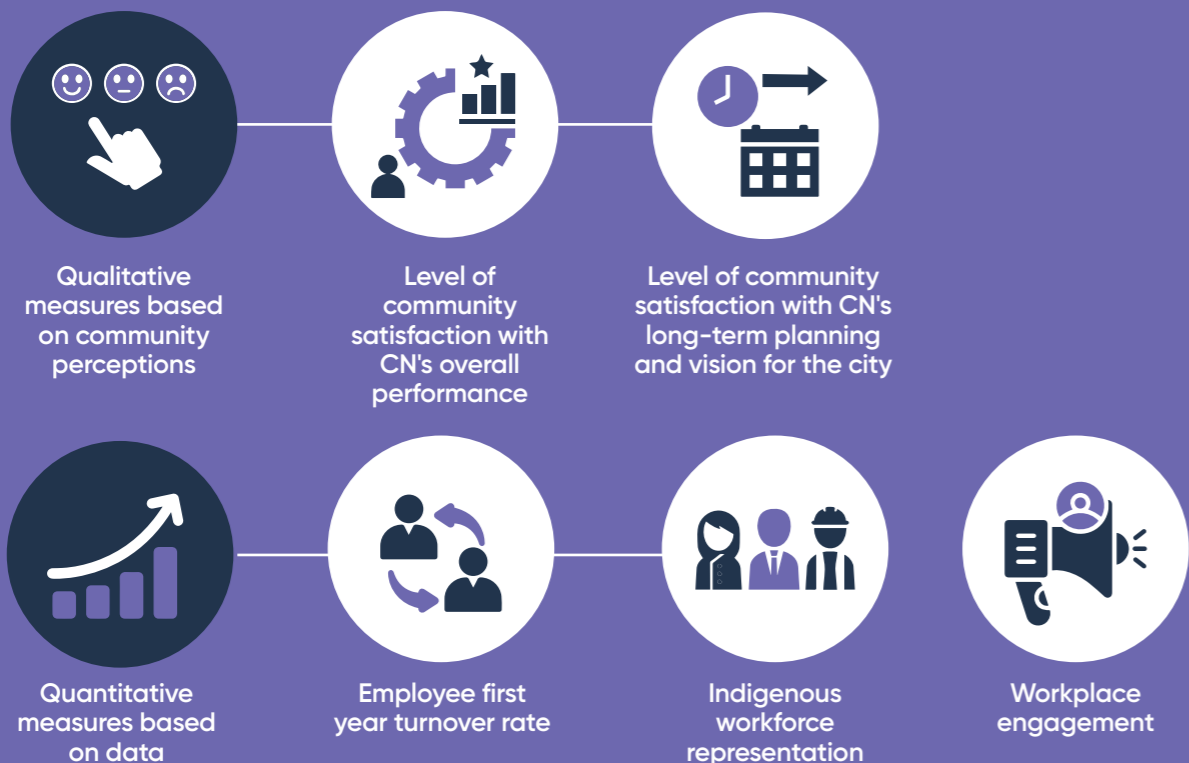 Qualitative
measures based
on community
perceptions
Level of
community
satisfaction with
CN's overall
performance
Level of community
satisfaction with CN's
long-term planning
and vision for the city
Quantitative
measures based
on data
Employee first
year turnover rate
Indigenous
workforce
representation
Workplace
engagement